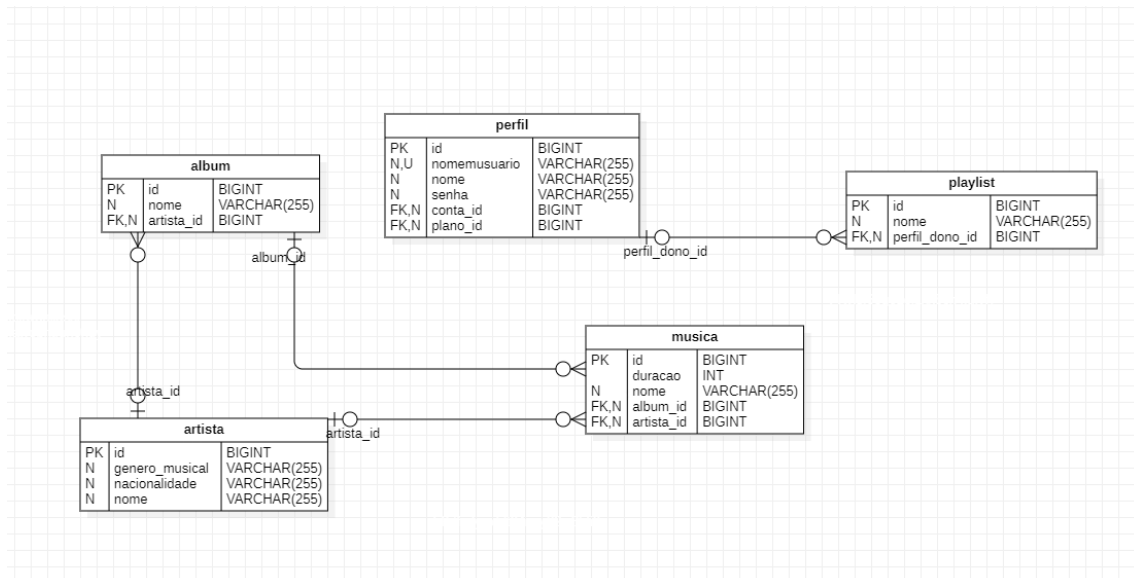 perfil
PK id BIGINT
N,U nomemusuario VARCHAR(255)
N nome VARCHAR(255)
N senha VARCHAR(255)
FK,N conta_id BIGINT
FK,N plano_id BIGINT
album
PK id BIGINT
N nome VARCHAR(255)
FK,N artista_id BIGINT
playlist
PK id BIGINT
N nome VARCHAR(255)
FK,N perfil_dono_id BIGINT
perfil_dono_id
album_id
musica
PK id BIGINT
duracao INT
N nome VARCHAR(255)
FK,N album_id BIGINT
FK,N artista_id BIGINT
artista_id
artista_id
artista
PK id BIGINT
N genero_musical VARCHAR(255)
N nacionalidade VARCHAR(255)
N nome VARCHAR(255)